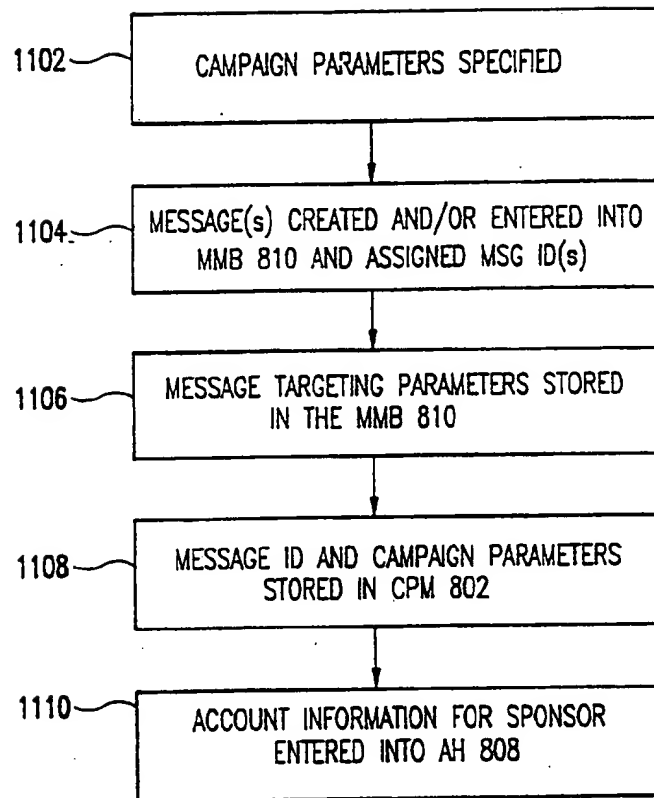 1102
CAMPAIGN PARAMETERS SPECIFIED
1104
MESSAGE(s) CREATED AND/OR ENTERED INTO
MMB 810 AND ASSIGNED MSG ID(s)
1106
MESSAGE TARGETING PARAMETERS STORED
IN THE MMB 810
1108
MESSAGE ID AND CAMPAIGN PARAMETERS
STORED IN CPM 802
1110
ACCOUNT INFORMATION FOR SPONSOR
ENTERED INTO AH 808